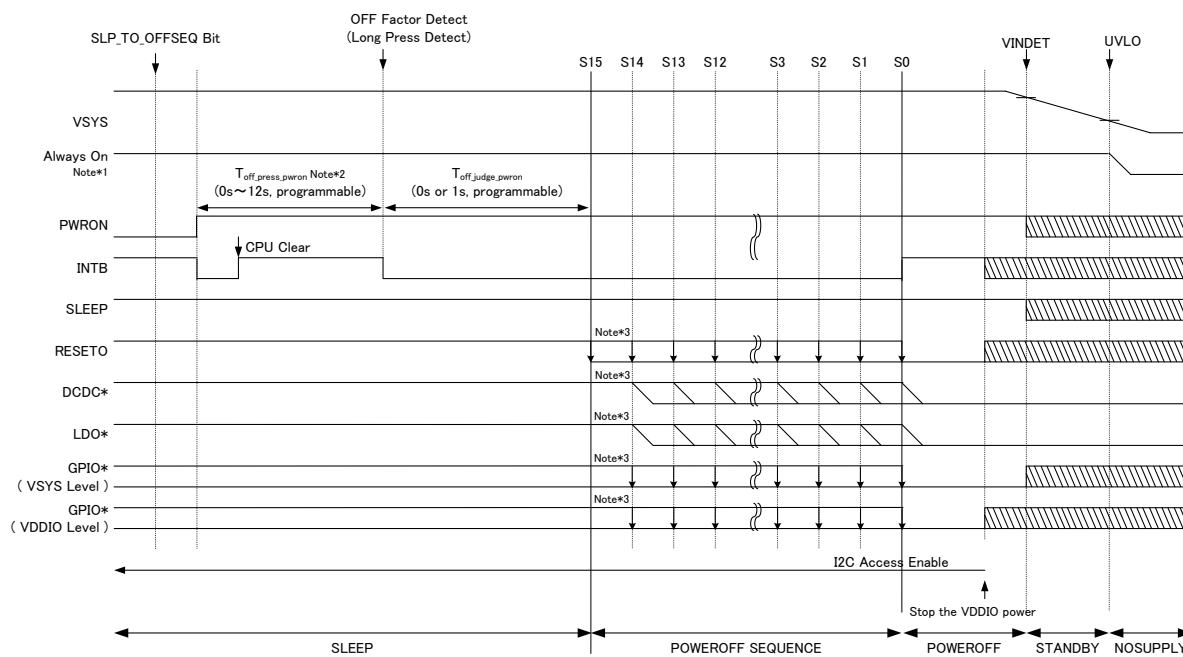 OFF Factor Detect
(Long Press Detect)
SLP_TO_OFFSEQ Bit
VINDET
UVLO
S15 S14 S13 S12 S3 S2 S1 S0
VSYS
Always On
Note*1
Toff_press_pwron Note*2
(0s~12s, programmable)
Toff_judge_pwron
(0s or 1s, programmable)
PWRON
CPU Clear
INTB
SLEEP
Note*3
RESETO
Note*3
DCDC*
Note*3
LDO*
Note*3
GPIO*
( VSYS Level )
Note*3
GPIO*
( VDDIO Level )
I2C Access Enable
Stop the VDDIO power
SLEEP POWEROFF SEQUENCE POWEROFF STANDBY NOSUPPLY